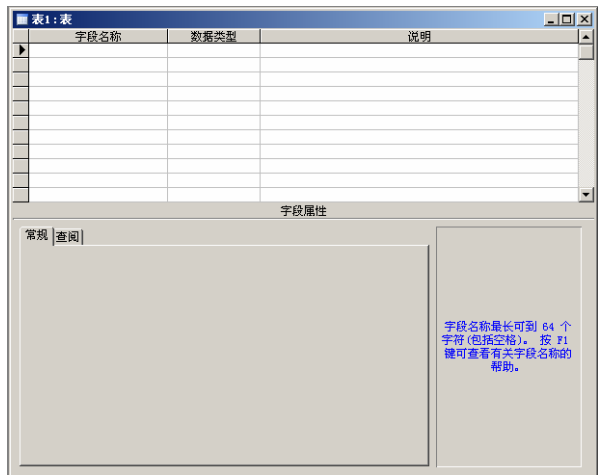 表1：表
字段名称 数据类型 说明
字段属性
常规 查阅
字段名称最长可到 64 个
字符(包括空格)。 按 F1
键可查看有关字段名称的
帮助。